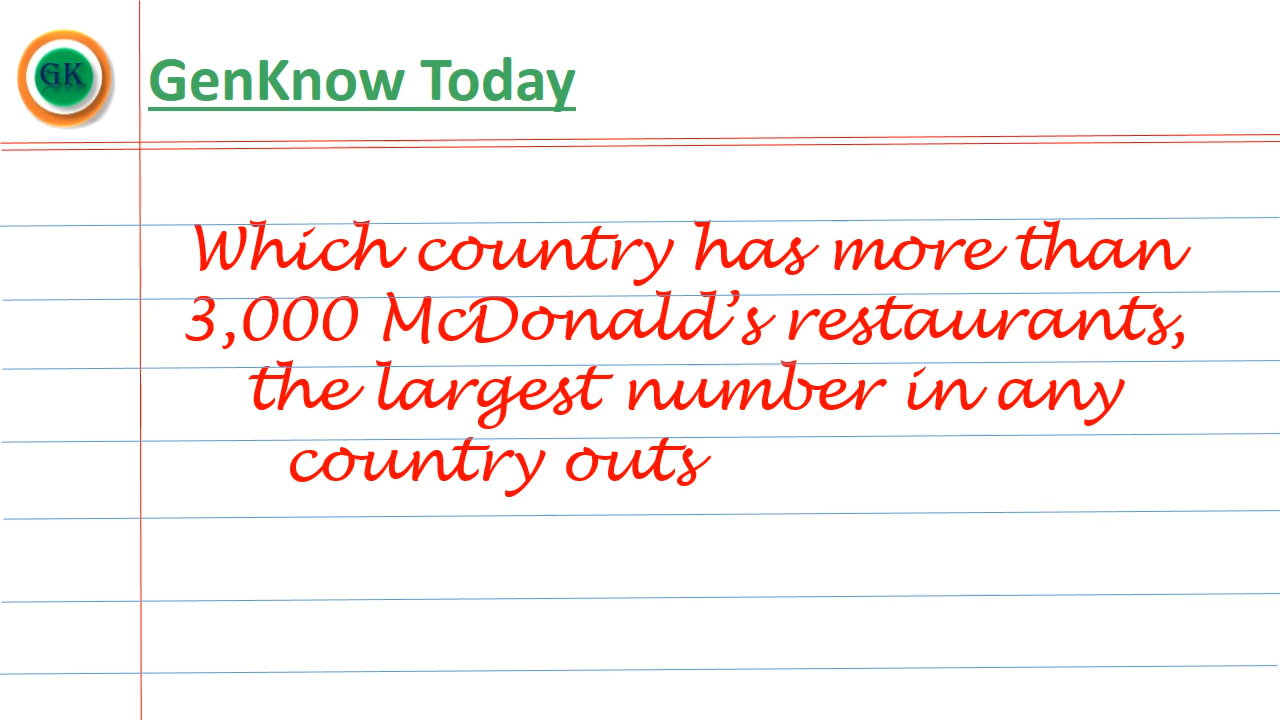 GK
GenKnow Today
Which country has more than
3,000 McDonald’s restaurants,
the largest number in any
country outs